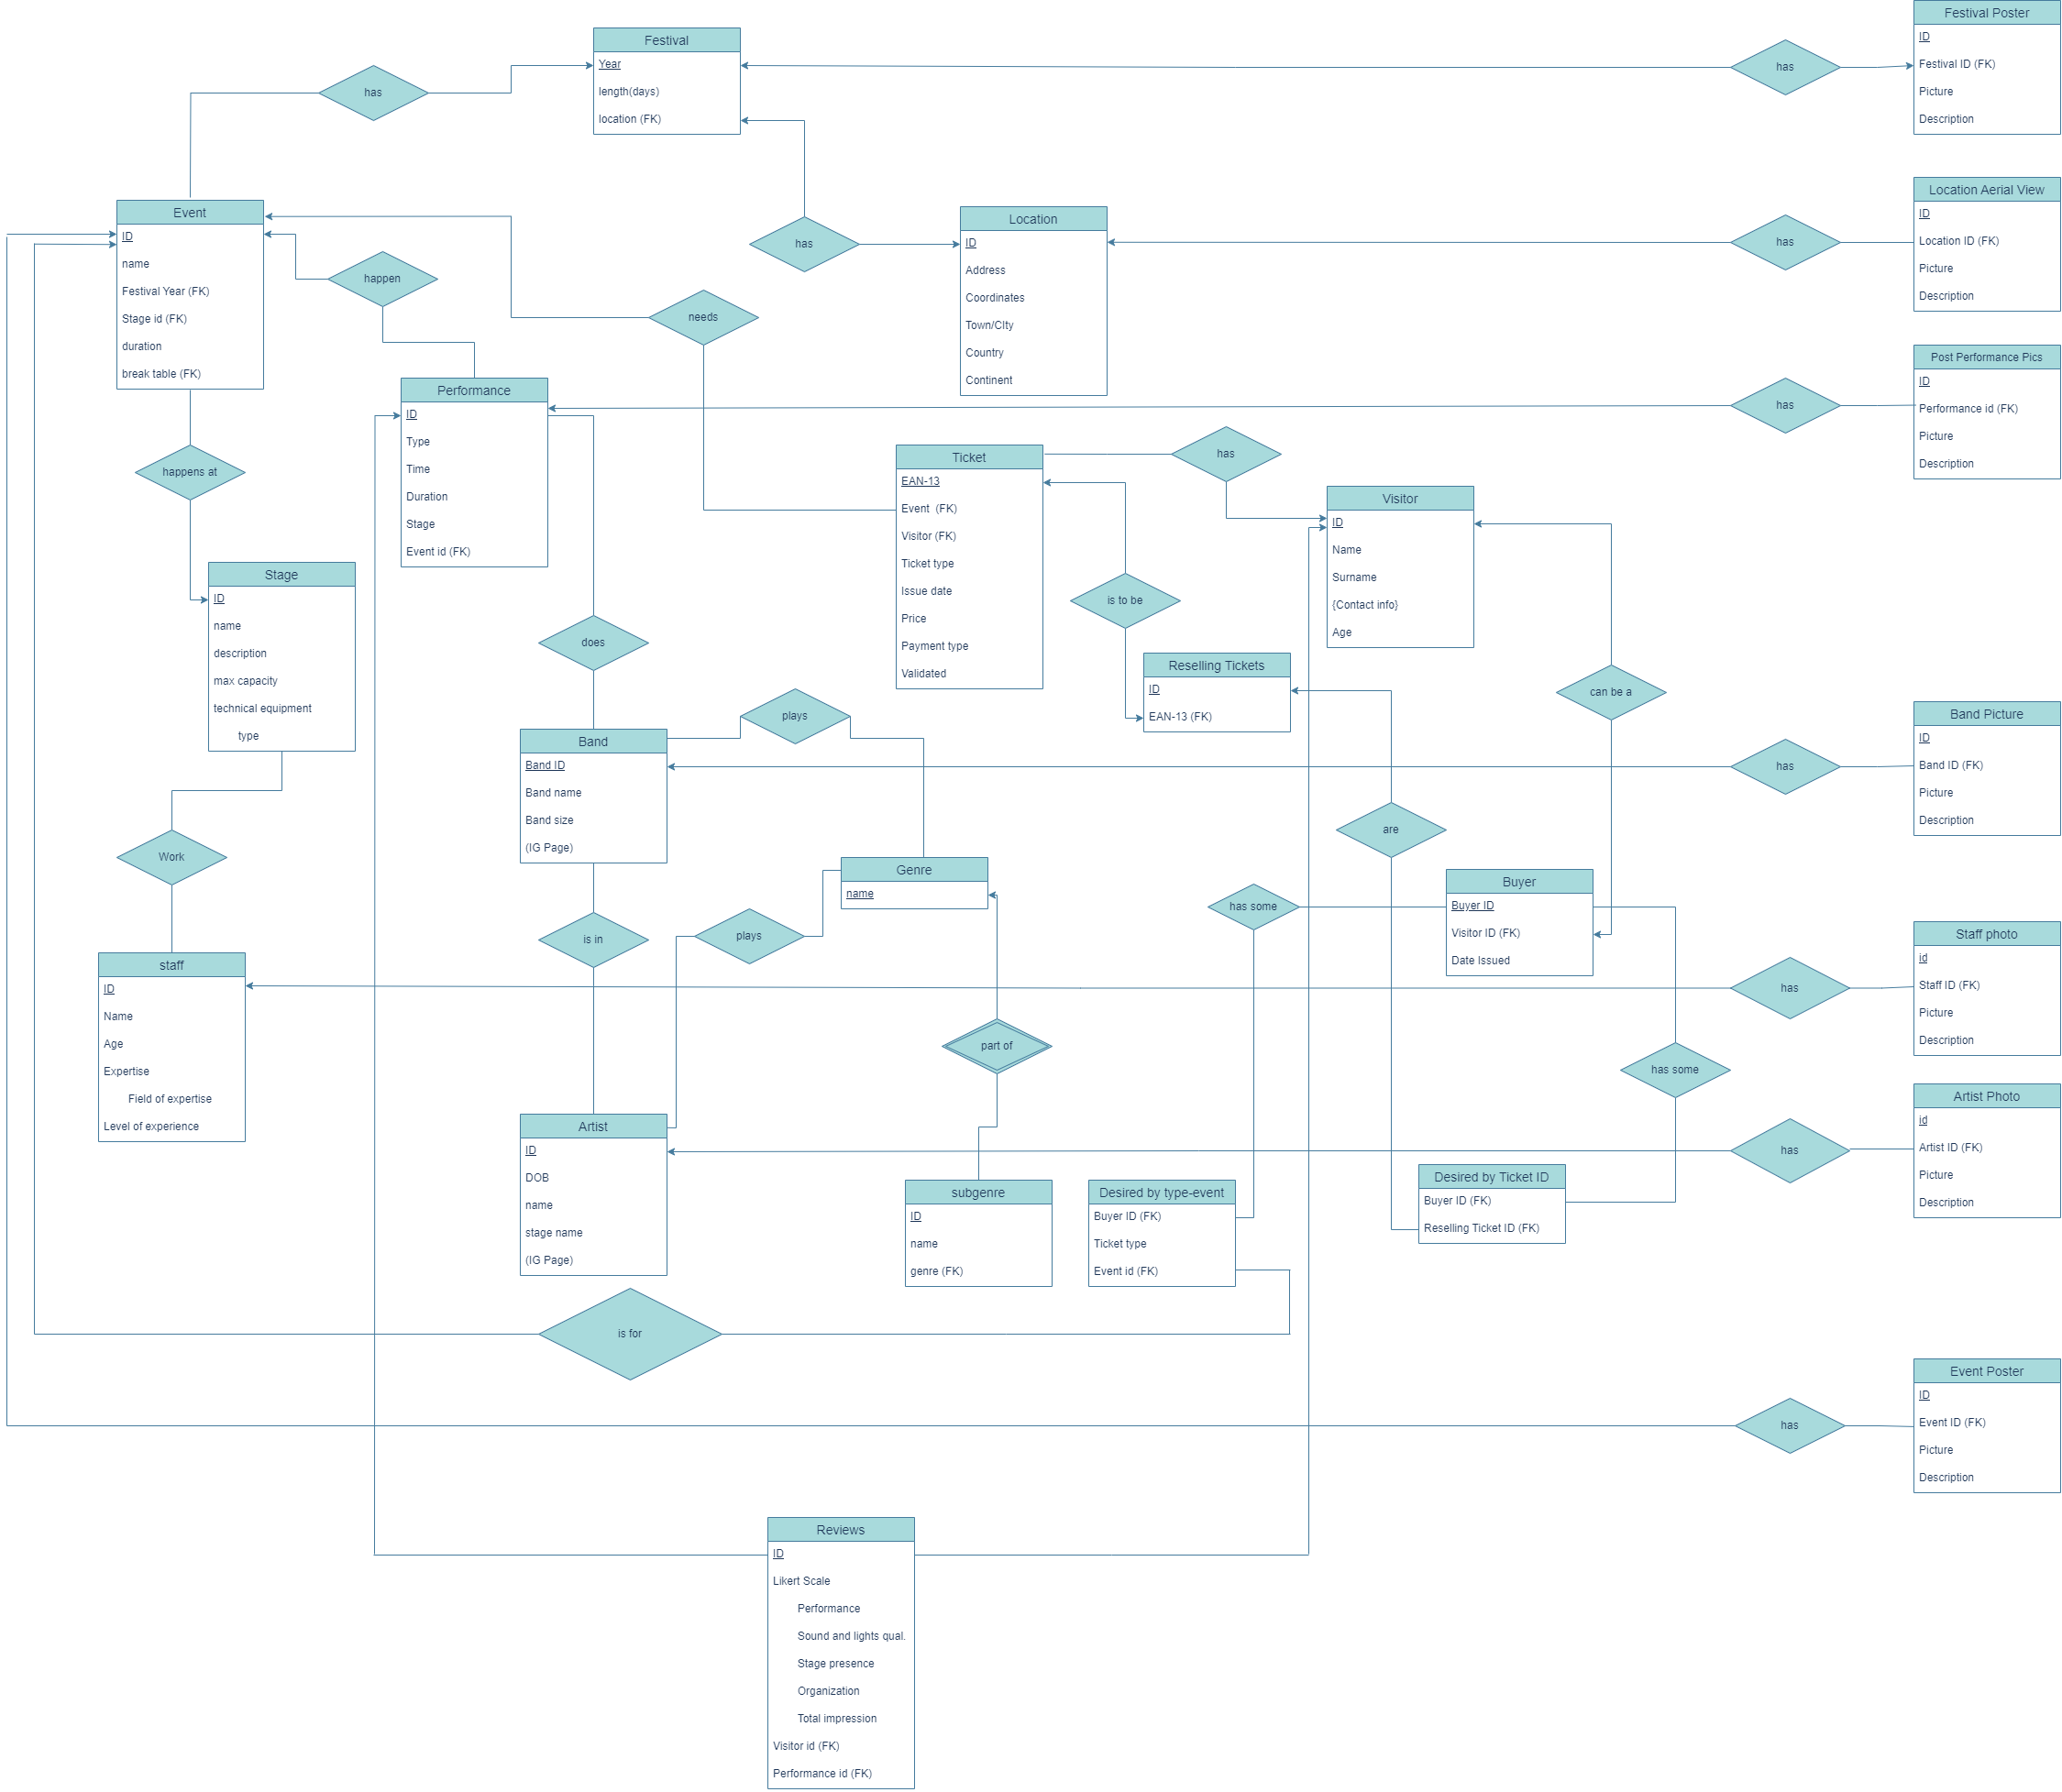 Festival Poster
ID
Festival ID (FK)
Picture
Description
has
Festival
Year
length(days)
location (FK)
has
Location Aerial View
ID
Location ID (FK)
Picture
Description
has
Event
ID
name
Festival Year (FK)
Stage id (FK)
duration
break table (FK)
happen
has
Location
ID
Address
Coordinates
Town/CIty
Country
Continent
needs
Post Performance Pics
ID
Performance id (FK)
Picture
Description
has
Performance
ID
Type
Time
Duration
Stage
Event id (FK)
happens at
Ticket
EAN-13
Event (FK)
Visitor (FK)
Ticket type
Issue date
Price
Payment type
Validated
has
Visitor
ID
Name
Surname
{Contact info}
Age
Stage
ID
name
description
max capacity
technical equipment
type
does
is to be
Reselling Tickets
ID
EAN-13 (FK)
can be a
Band
Band ID
Band name
Band size
(IG Page)
plays
has
Band Picture
ID
Band ID (FK)
Picture
Description
Work
are
Genre
name
plays
is in
has some
Buyer
Buyer ID
Visitor ID (FK)
Date Issued
Staff photo
id
Staff ID (FK)
Picture
Description
has
staff
ID
Name
Age
Expertise
Field of expertise
Level of experience
part of
has some
Artist Photo
id
Artist ID (FK)
Picture
Description
has
Artist
ID
DOB
name
stage name
(IG Page)
subgenre
ID
name
genre (FK)
Desired by type-event
Buyer ID (FK)
Ticket type
Event id (FK)
Desired by Ticket ID
Buyer ID (FK)
Reselling Ticket ID (FK)
is for
has
Event Poster
ID
Event ID (FK)
Picture
Description
Reviews
ID
Likert Scale
Performance
Sound and lights qual.
Stage presence
Organization
Total impression
Visitor id (FK)
Performance id (FK)